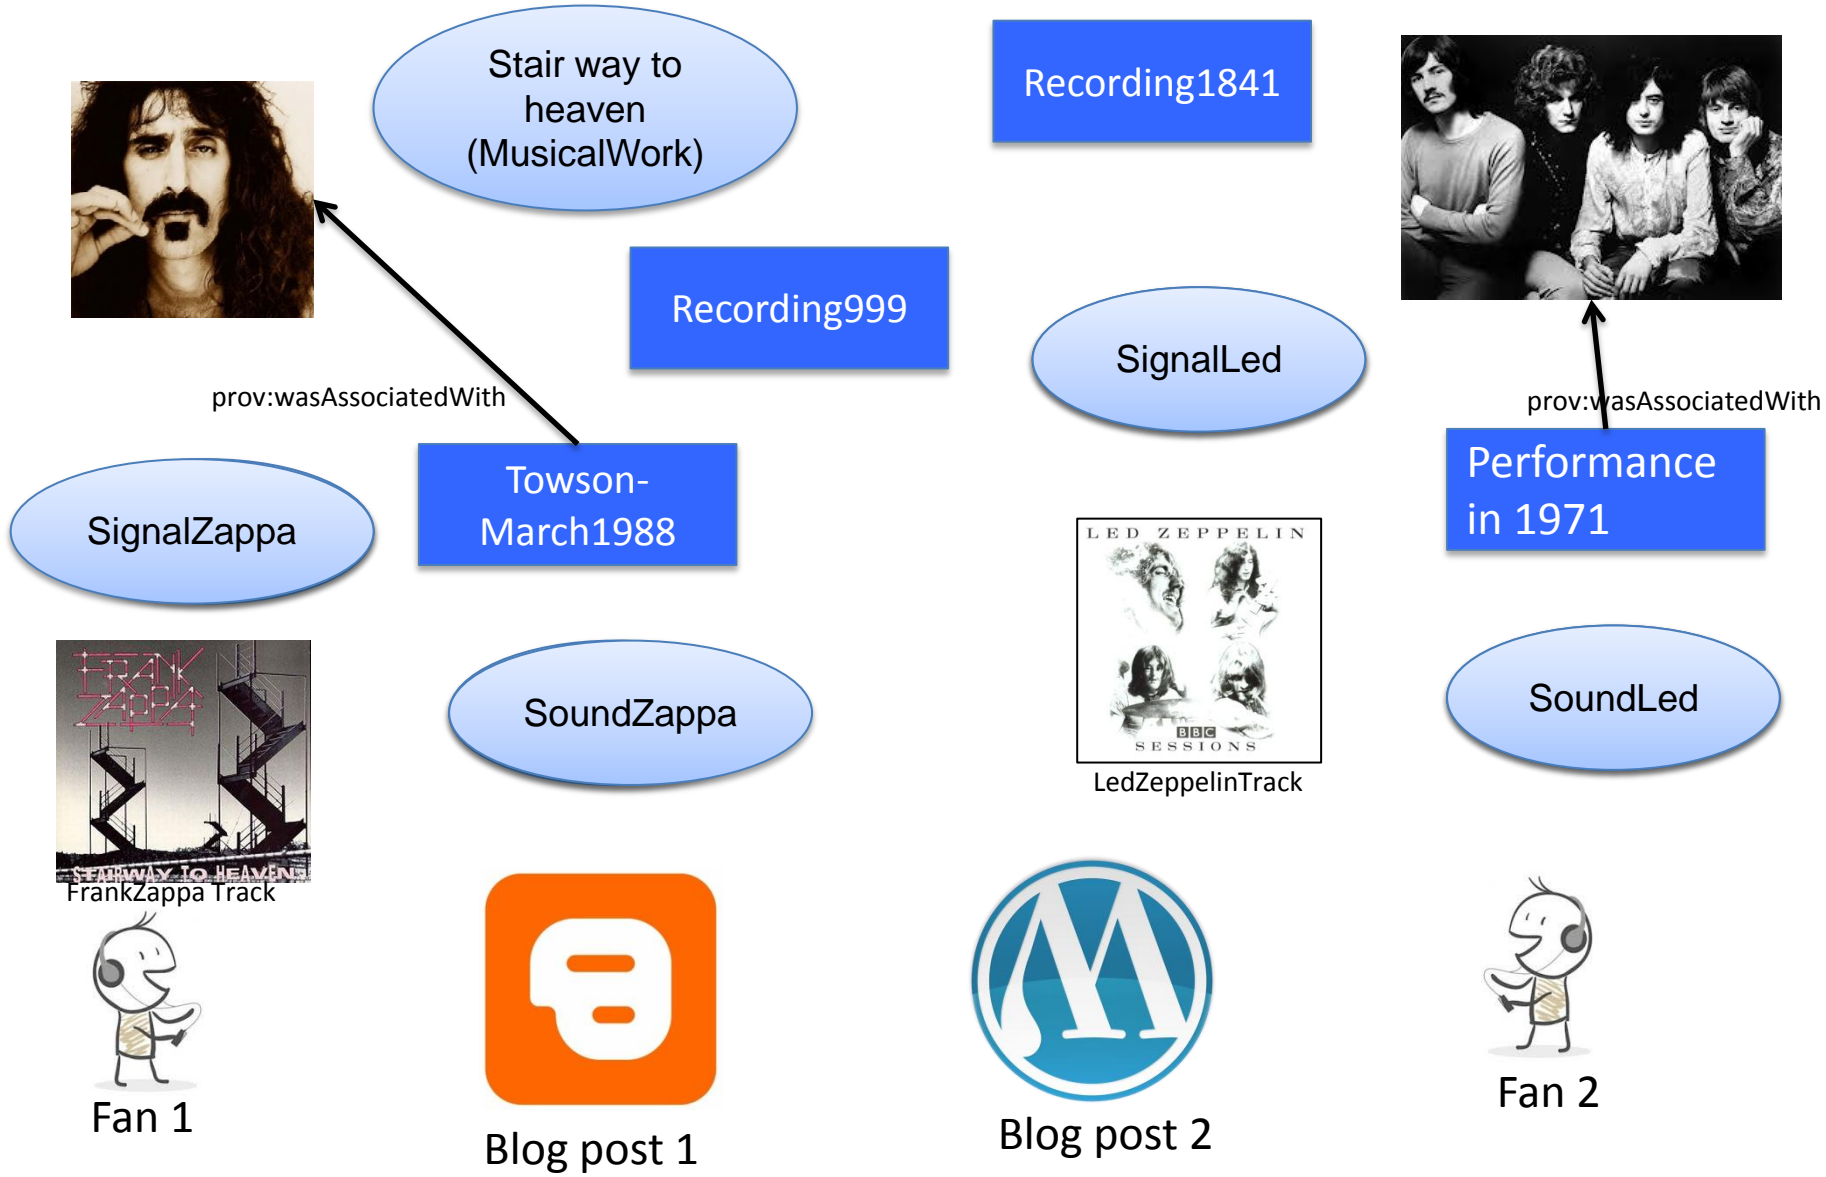 Stair way to
heaven
(MusicalWork)
Recording1841
Recording999
SignalLed
prov:wasAssociatedWith
prov:wasAssociatedWith
Towson-
March1988
Performance
in 1971
SignalZappa
LED ZEPPELIN
BBC
SESSIONS
LedZeppelinTrack
FRANK
ZAPPA
STAIRWAY TO HEAVEN
FrankZappa Track
SoundZappa
SoundLed
Fan 1
Blog post 1
Blog post 2
Fan 2